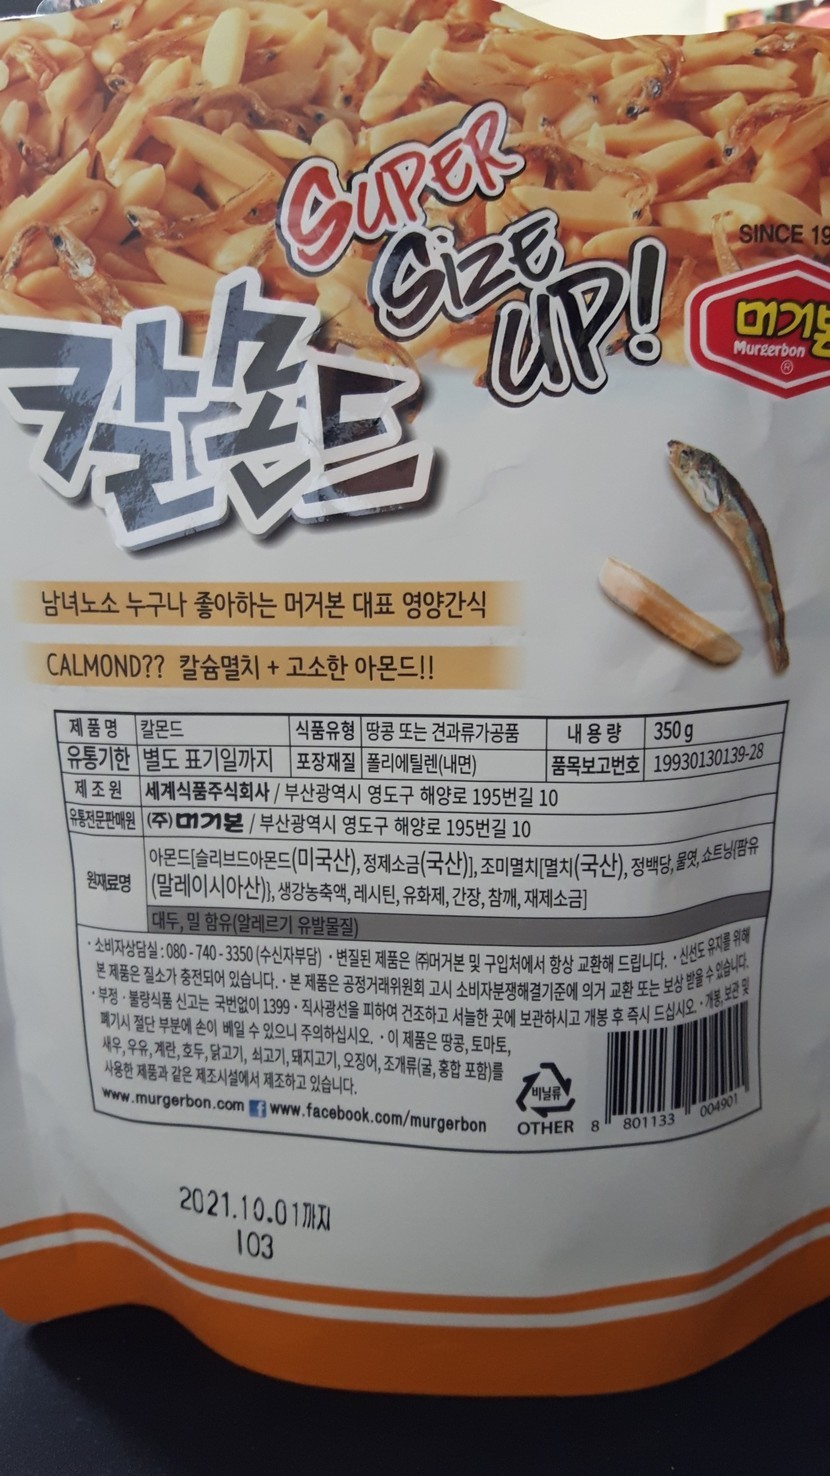 SUPER
SIZE
UP!
SINCE 19
머거본
Murgerbon
®
칼몬드
남녀노소 누구나 좋아하는 머거본 대표 영양간식
CALMOND?? 칼슘멸치 + 고소한 아몬드!!
제품명 칼몬드 식품유형 땅콩 또는 견과류가공품 내용량 350g
유통기한 별도 표기일까지 포장재질 폴리에틸렌(내면) 품목보고번호 19930130139-28
제조원 세계식품주식회사 / 부산광역시 영도구 해양로 195번길 10
유통전문판매원 (주)머거본 / 부산광역시 영도구 해양로 195번길 10
원재료명 아몬드[슬리브드아몬드(미국산), 정제소금(국산)], 조미멸치[멸치(국산), 정백당, 물엿, 쇼트닝{팜유
(말레이시아산)}, 생강농축액, 레시틴, 유화제, 간장, 참깨, 재제소금]
대두, 밀 함유(알레르기 유발물질)
· 소비자상담실 : 080 - 740 - 3350 (수신자부담) · 변질된 제품은 ㈜머거본 및 구입처에서 항상 교환해 드립니다. · 신선도 유지를 위해
본 제품은 질소가 충전되어 있습니다. · 본 제품은 공정거래위원회 고시 소비자분쟁해결기준에 의거 교환 또는 보상 받을 수 있습니다.
· 부정 · 불량식품 신고는 국번없이 1399 · 직사광선을 피하여 건조하고 서늘한 곳에 보관하시고 개봉 후 즉시 드십시오. · 개봉, 보관 및
폐기시 절단 부분에 손이 베일 수 있으니 주의하십시오. · 이 제품은 땅콩, 토마토,
새우, 우유, 계란, 호두, 닭고기, 쇠고기, 돼지고기, 오징어, 조개류(굴, 홍합 포함)를
사용한 제품과 같은 제조시설에서 제조하고 있습니다.
www.murgerbon.com f www.facebook.com/murgerbon
비닐류
OTHER
8 801133 004901
2021.10.01까지
103